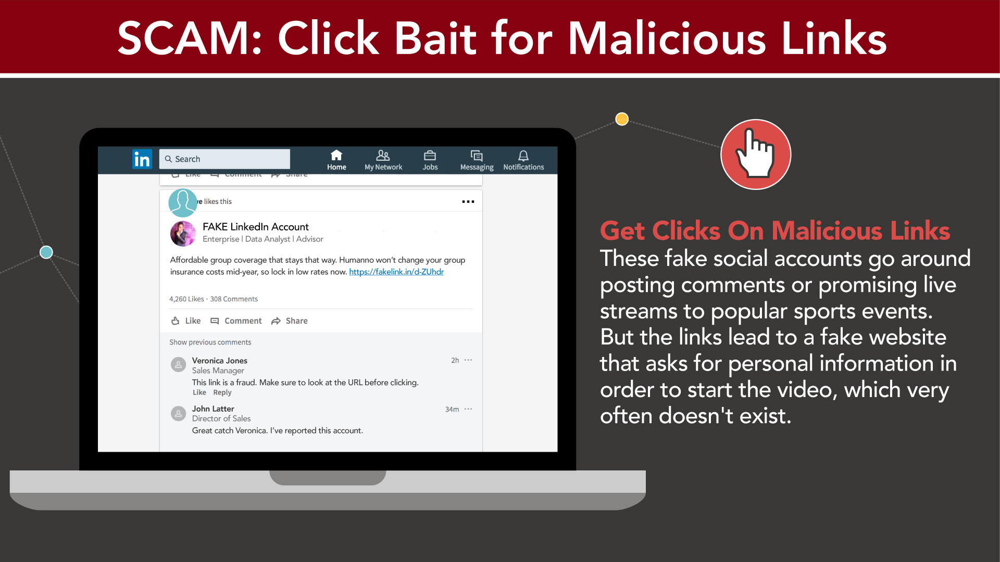 SCAM: Click Bait for Malicious Links
in
Search
Home
My Network
Jobs
Messaging
Notifications
Like Comment Share
likes this
FAKE LinkedIn Account
Enterprise | Data Analyst | Advisor
Affordable group coverage that stays that way. Humanno won't change your group
insurance costs mid-year, so lock in low rates now. https://fakelink.in/d-ZUhdr
4,260 Likes · 308 Comments
Like Comment Share
Show previous comments
Veronica Jones 2h ···
Sales Manager
This link is a fraud. Make sure to look at the URL before clicking.
Like Reply
John Latter 34m ···
Director of Sales
Great catch Veronica. I've reported this account.
Get Clicks On Malicious Links
These fake social accounts go around
posting comments or promising live
streams to popular sports events.
But the links lead to a fake website
that asks for personal information in
order to start the video, which very
often doesn't exist.